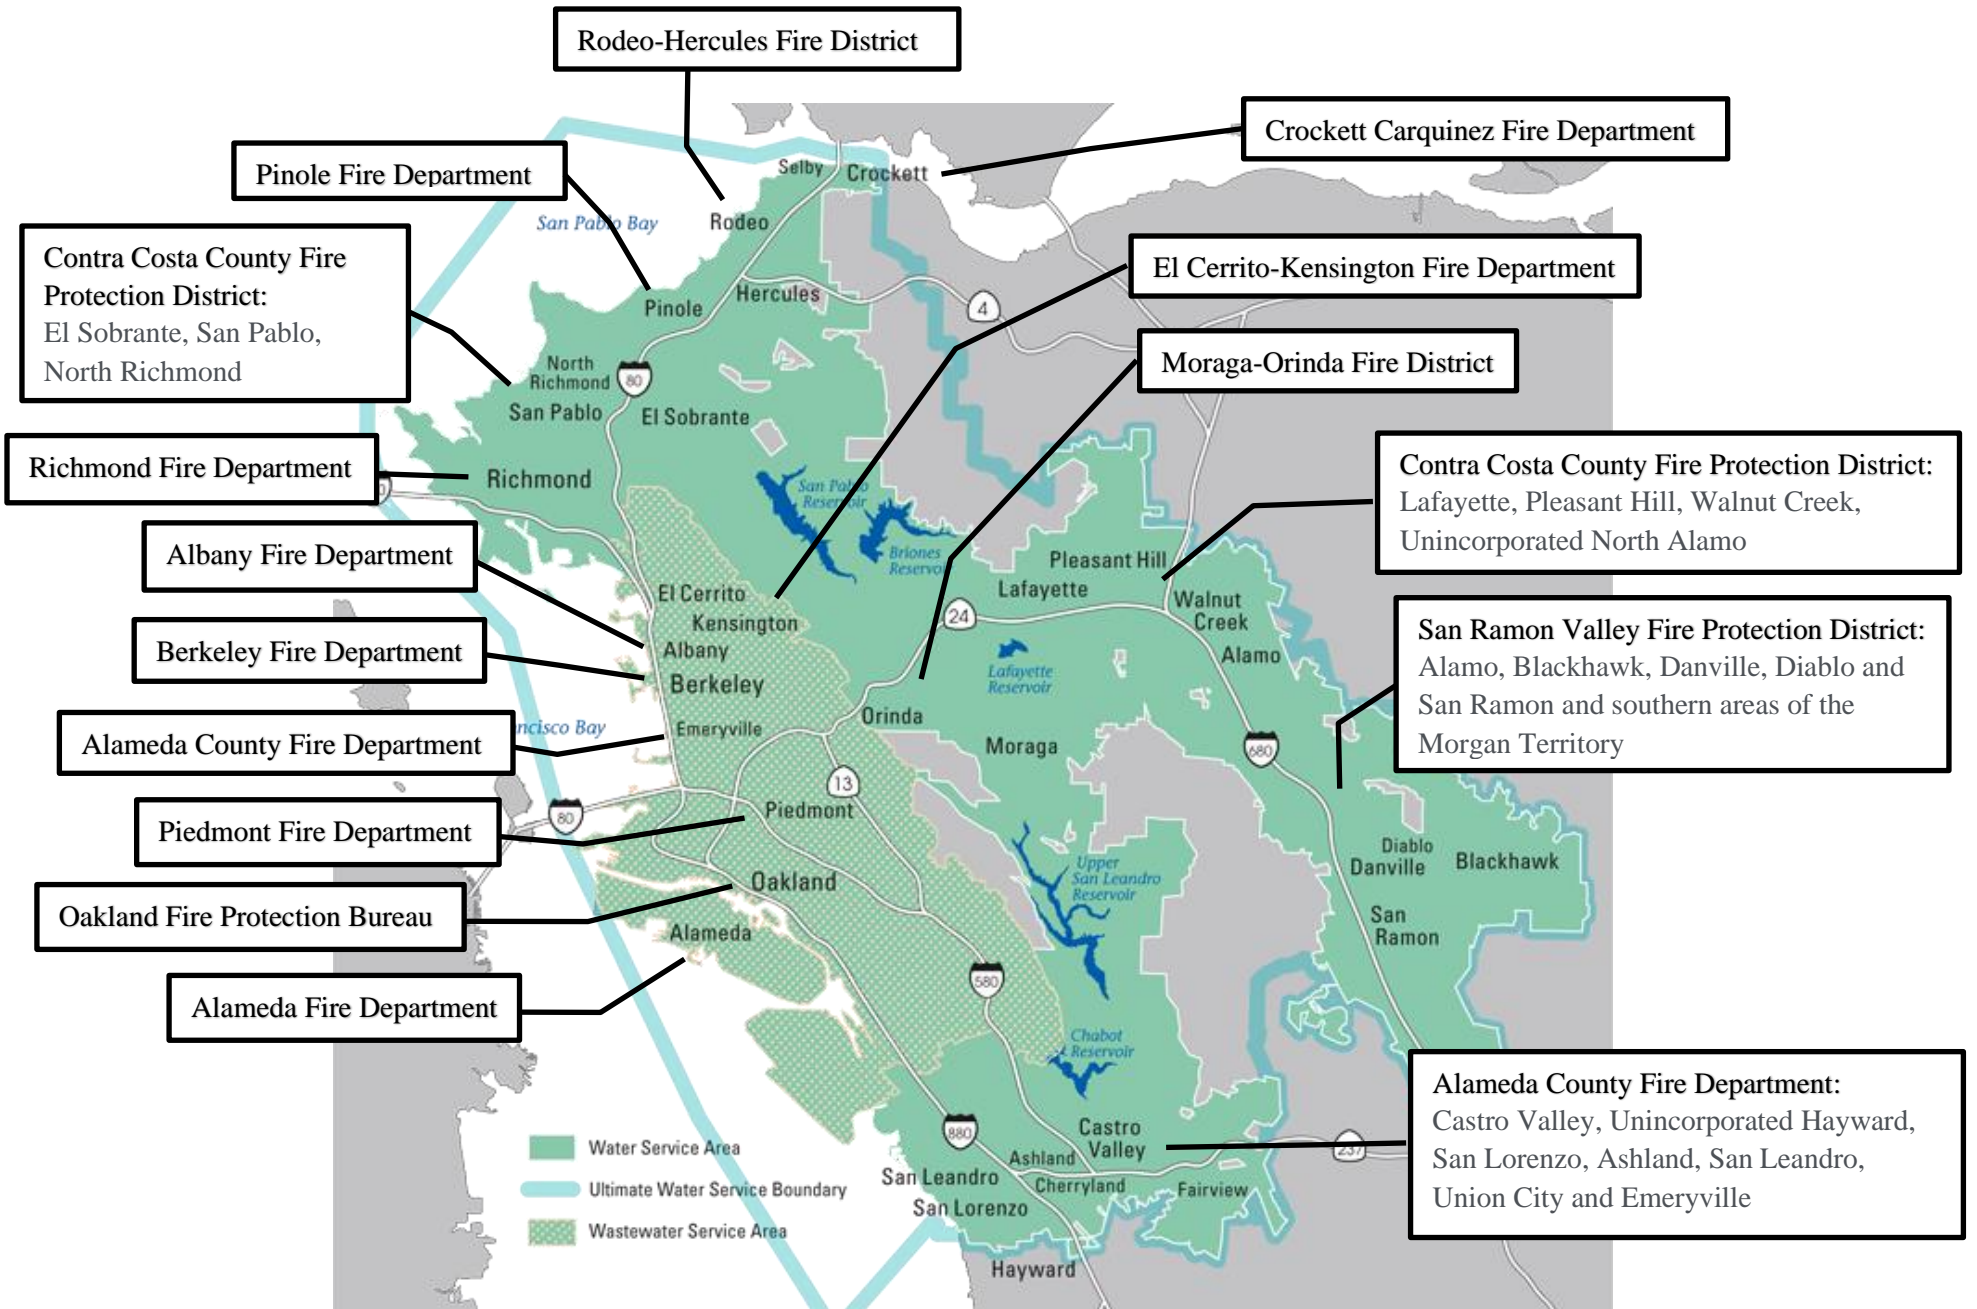 Rodeo-Hercules Fire District
Crockett Carquinez Fire Department
Pinole Fire Department
Selby
Crockett
San Pablo Bay
Rodeo
Contra Costa County Fire
Protection District:
El Sobrante, San Pablo,
North Richmond
El Cerrito-Kensington Fire Department
Pinole
Hercules
4
Moraga-Orinda Fire District
North
Richmond
80
San Pablo
El Sobrante
Richmond Fire Department
Richmond
San Pablo
Reservoir
Contra Costa County Fire Protection District:
Lafayette, Pleasant Hill, Walnut Creek,
Unincorporated North Alamo
Albany Fire Department
Briones
Reservoir
Pleasant Hill
Lafayette
El Cerrito
Kensington
24
Walnut
Creek
San Ramon Valley Fire Protection District:
Alamo, Blackhawk, Danville, Diablo and
San Ramon and southern areas of the
Morgan Territory
Berkeley Fire Department
Albany
Berkeley
Lafayette
Reservoir
Alamo
Alameda County Fire Department
ncisco Bay
Emeryville
Orinda
Moraga
680
13
80
Piedmont
Piedmont Fire Department
Diablo
Danville
Blackhawk
Upper
San Leandro
Reservoir
Oakland
Oakland Fire Protection Bureau
Alameda
San
Ramon
580
Alameda Fire Department
Chabot
Reservoir
Alameda County Fire Department:
Castro Valley, Unincorporated Hayward,
San Lorenzo, Ashland, San Leandro,
Union City and Emeryville
880
Castro
Valley
237
Water Service Area
Ashland
San Leandro
Cherryland
Fairview
Ultimate Water Service Boundary
San Lorenzo
Wastewater Service Area
Hayward